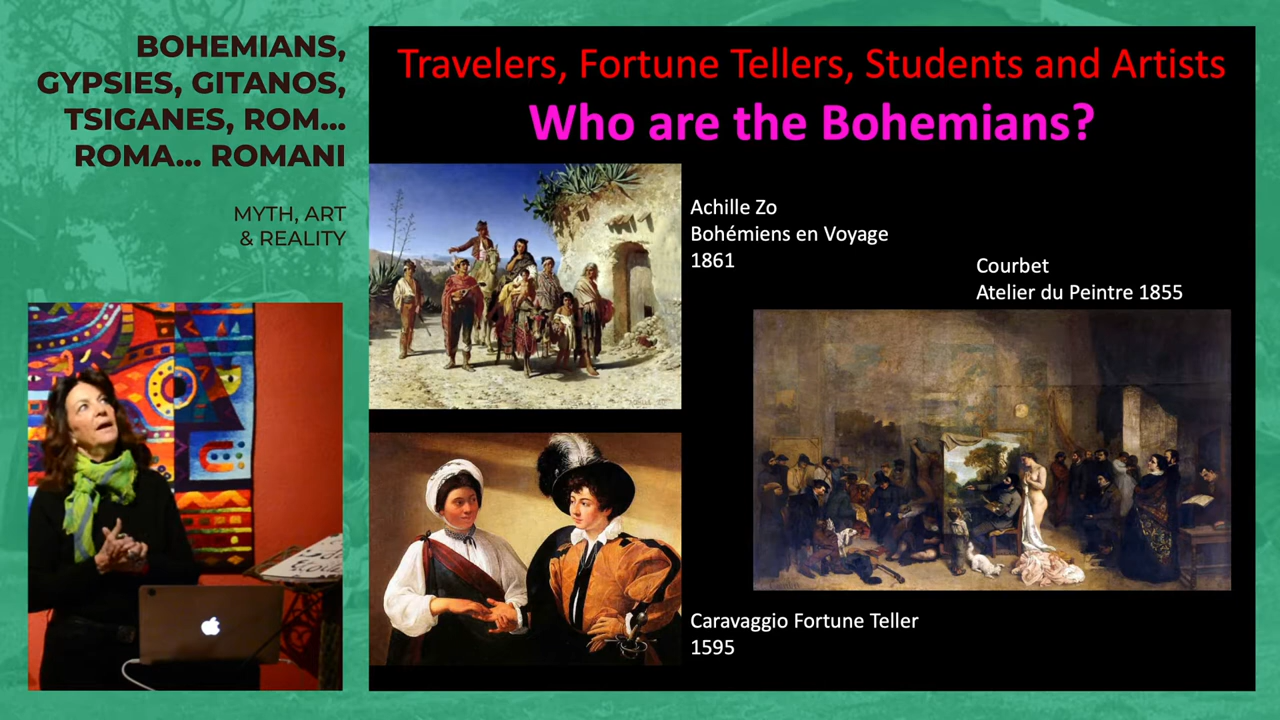 BOHEMIANS,
GYPSIES, GITANOS,
TSIGANES, ROM...
ROMA... ROMANI
MYTH, ART
& REALITY
Travelers, Fortune Tellers, Students and Artists
Who are the Bohemians?
Achille Zo
Bohémiens en Voyage
1861
Courbet
Atelier du Peintre 1855
Caravaggio Fortune Teller
1595